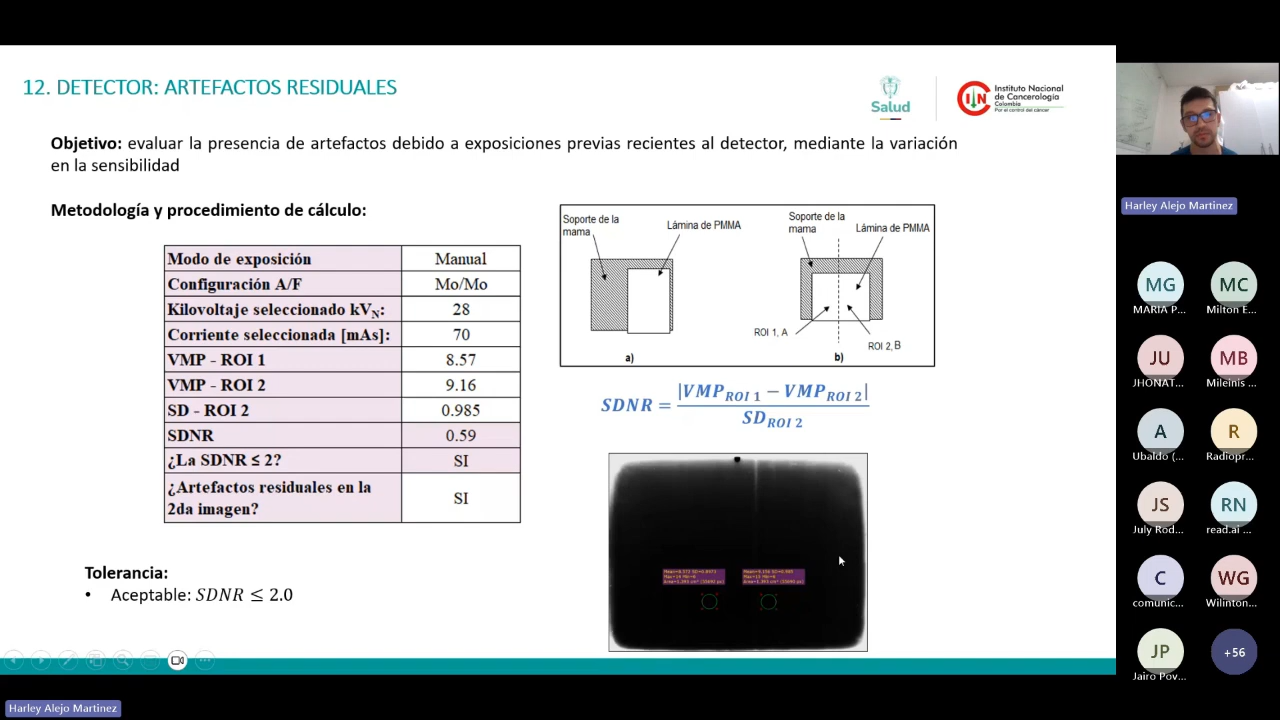 12. DETECTOR: ARTEFACTOS RESIDUALES
Salud
Instituto Nacional
de Cancerología
Colombia
Por el control del cáncer
Objetivo: evaluar la presencia de artefactos debido a exposiciones previas recientes al detector, mediante la variación
en la sensibilidad
Metodología y procedimiento de cálculo:
Modo de exposición Manual
Configuración A/F Mo/Mo
Kilovoltaje seleccionado kV_N: 28
Corriente seleccionada [mAs]: 70
VMP - ROI 1 8.57
VMP - ROI 2 9.16
SD - ROI 2 0.985
SDNR 0.59
¿La SDNR ≤ 2? SI
¿Artefactos residuales en la
2da imagen? SI
Soporte de la
mama
Lámina de PMMA
a)
Soporte de la
mama
Lámina de PMMA
ROI 1, A
ROI 2, B
b)
SDNR = |VMP_ROI 1 − VMP_ROI 2| / SD_ROI 2
Tolerancia:
• Aceptable: SDNR ≤ 2.0
Harley Alejo Martinez
MG
MARIA P...
MC
Milton E...
JU
JHONAT...
MB
Mileinis ...
A
Ubaldo (...
R
Radiopr...
JS
July Rod...
RN
read.ai ...
C
comunic...
WG
Wilinton...
JP
Jairo Pov...
+56
Harley Alejo Martinez